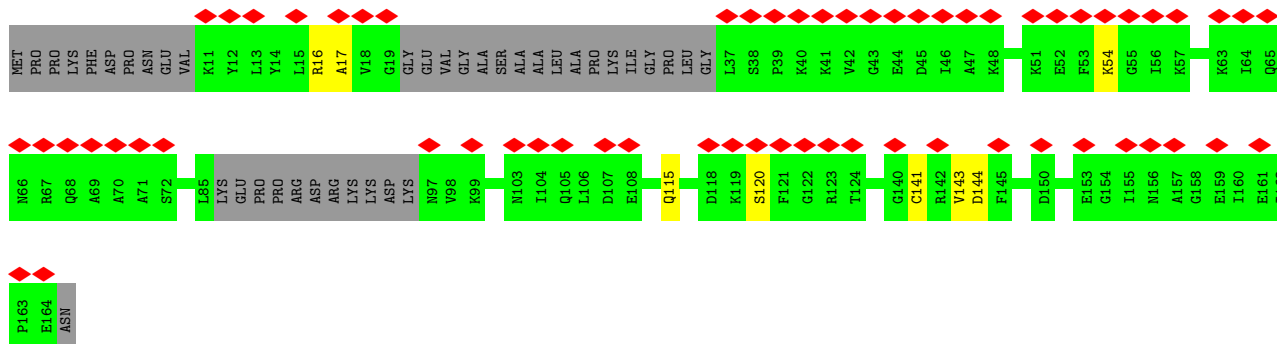 MET PRO PRO LYS PHE ASP PRO ASN GLU VAL K11 Y12 L13 Y14 L15 R16 A17 V18 G19 GLY GLU VAL GLY ALA SER ALA ALA LEU ALA PRO LYS ILE GLY PRO LEU GLY L37 S38 P39 K40 K41 V42 G43 E44 D45 I46 A47 K48 K51 E52 F53 K54 G55 I56 K57 K63 I64 Q65
N66 R67 Q68 A69 A70 A71 S72 L85 LYS GLU PRO PRO ARG ASP ARG LYS LYS ASP LYS N97 V98 K99 N103 I104 Q105 L106 D107 E108 Q115 D118 K119 S120 F121 G122 R123 T124 G140 C141 R142 V143 D144 F145 D150 E153 G154 I155 N156 A157 G158 E159 I160 E161
P163 E164 ASN